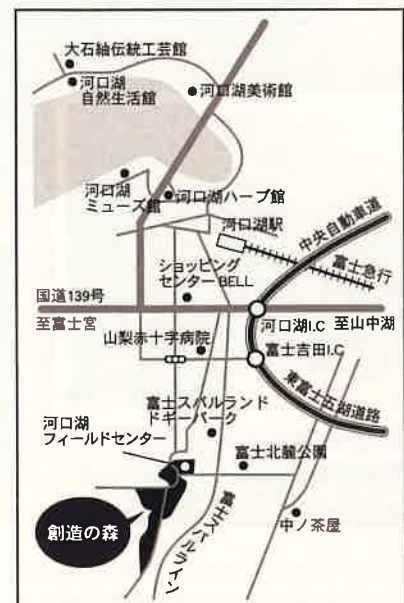 大石紬伝統工芸館
河口湖
自然生活館
河口湖美術館
河口湖
ミューズ館
河口湖ハーブ館
河口湖駅
中央自動車道
富士急行
ショッピング
センターBELL
国道139号
至富士宮
河口湖I.C
至山中湖
山梨赤十字病院
富士吉田I.C
東富士五湖道路
富士スバルランド
ドギーパーク
河口湖
フィールドセンター
富士北麓公園
創造の森
富士スバルライン
中ノ茶屋